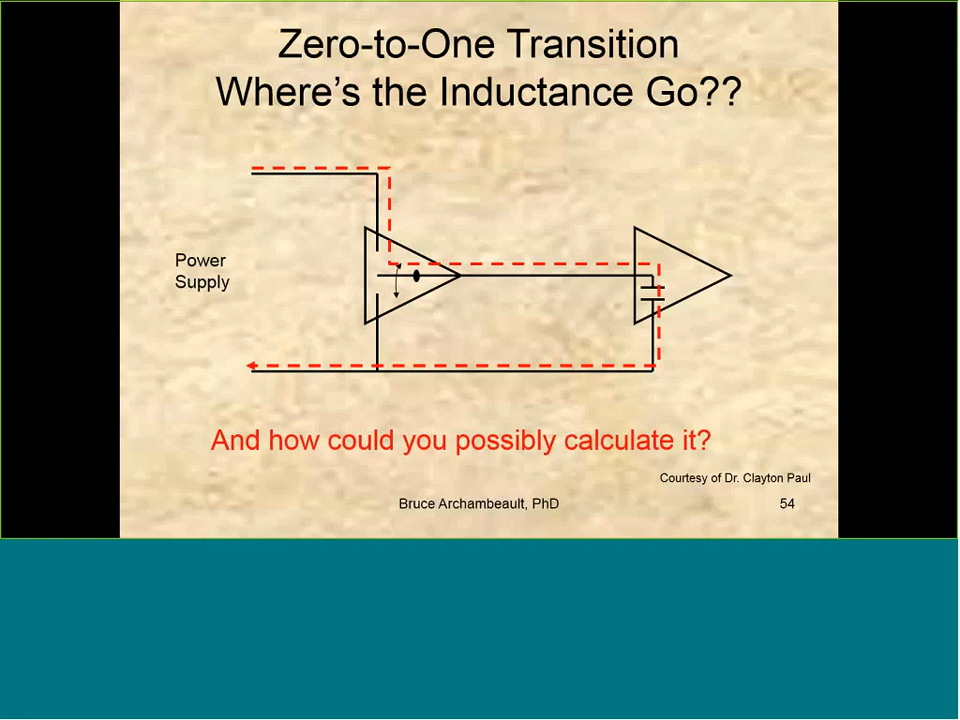 Zero-to-One Transition
Where's the Inductance Go??
Power
Supply
And how could you possibly calculate it?
Courtesy of Dr. Clayton Paul
Bruce Archambeault, PhD
54